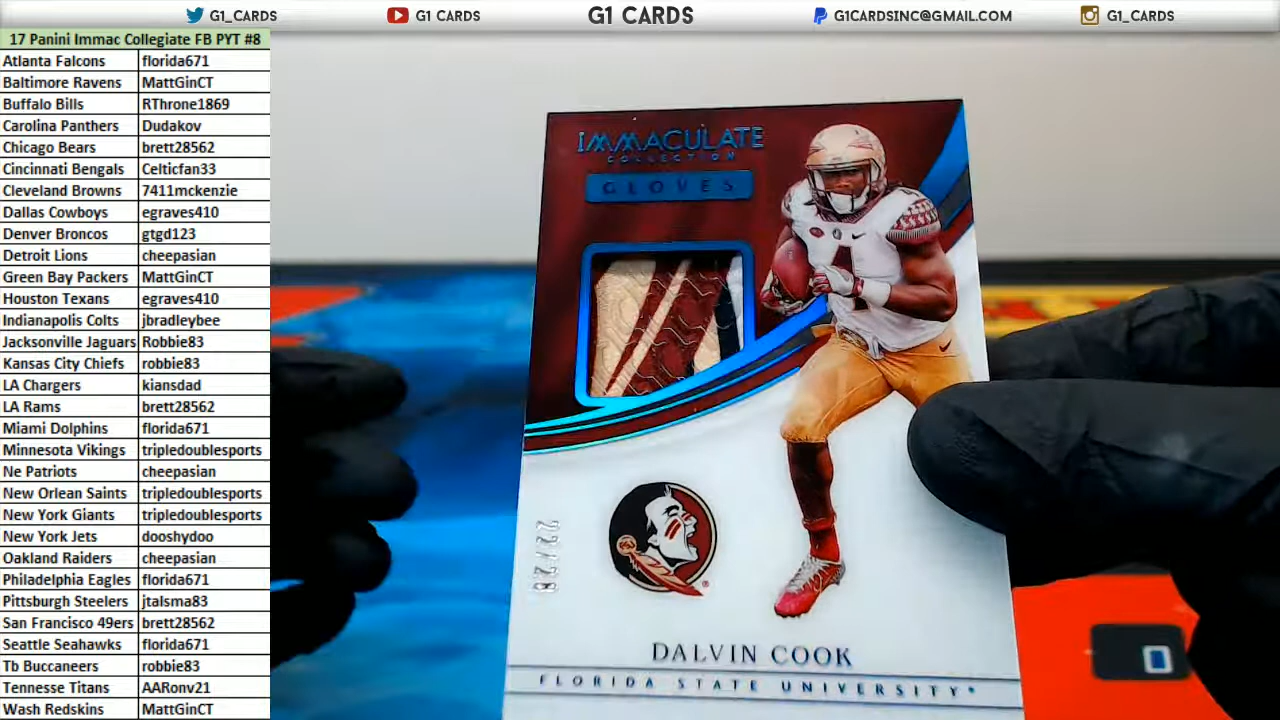 G1_CARDS
G1 CARDS
G1 CARDS
G1CARDSINC@GMAIL.COM
G1_CARDS
17 Panini Immac Collegiate FB PYT #8
Atlanta Falcons florida671
Baltimore Ravens MattGinCT
Buffalo Bills RThrone1869
Carolina Panthers Dudakov
Chicago Bears brett28562
Cincinnati Bengals Celticfan33
Cleveland Browns 7411mckenzie
Dallas Cowboys egraves410
Denver Broncos gtgd123
Detroit Lions cheepasian
Green Bay Packers MattGinCT
Houston Texans egraves410
Indianapolis Colts jbradleybee
Jacksonville Jaguars Robbie83
Kansas City Chiefs robbie83
LA Chargers kiansdad
LA Rams brett28562
Miami Dolphins florida671
Minnesota Vikings tripledoublesports
Ne Patriots cheepasian
New Orlean Saints tripledoublesports
New York Giants tripledoublesports
New York Jets dooshydoo
Oakland Raiders cheepasian
Philadelphia Eagles florida671
Pittsburgh Steelers jtalsma83
San Francisco 49ers brett28562
Seattle Seahawks florida671
Tb Buccaneers robbie83
Tennesse Titans AARonv21
Wash Redskins MattGinCT
IMMACULATE
COLLECTION
GLOVES
4
22/28
DALVIN COOK
FLORIDA STATE UNIVERSITY